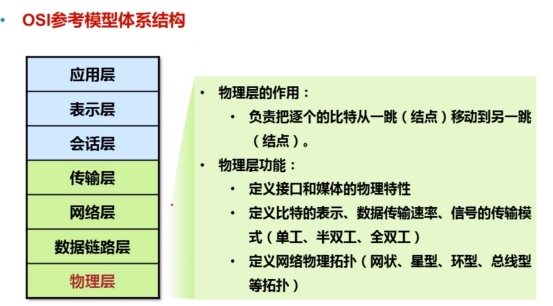 • OSI参考模型体系结构
应用层
表示层
会话层
传输层
网络层
数据链路层
物理层
• 物理层的作用：
• 负责把逐个的比特从一跳（结点）移动到另一跳
（结点）。
• 物理层功能：
• 定义接口和媒体的物理特性
• 定义比特的表示、数据传输速率、信号的传输模
式（单工、半双工、全双工）
• 定义网络物理拓扑（网状、星型、环型、总线型
等拓扑）